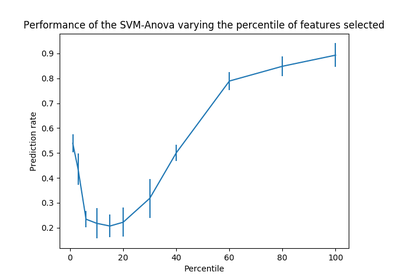 Performance of the SVM-Anova varying the percentile of features selected
0.9
0.8
0.7
0.6
0.5
0.4
0.3
0.2
Prediction rate
0 20 40 60 80 100
Percentile